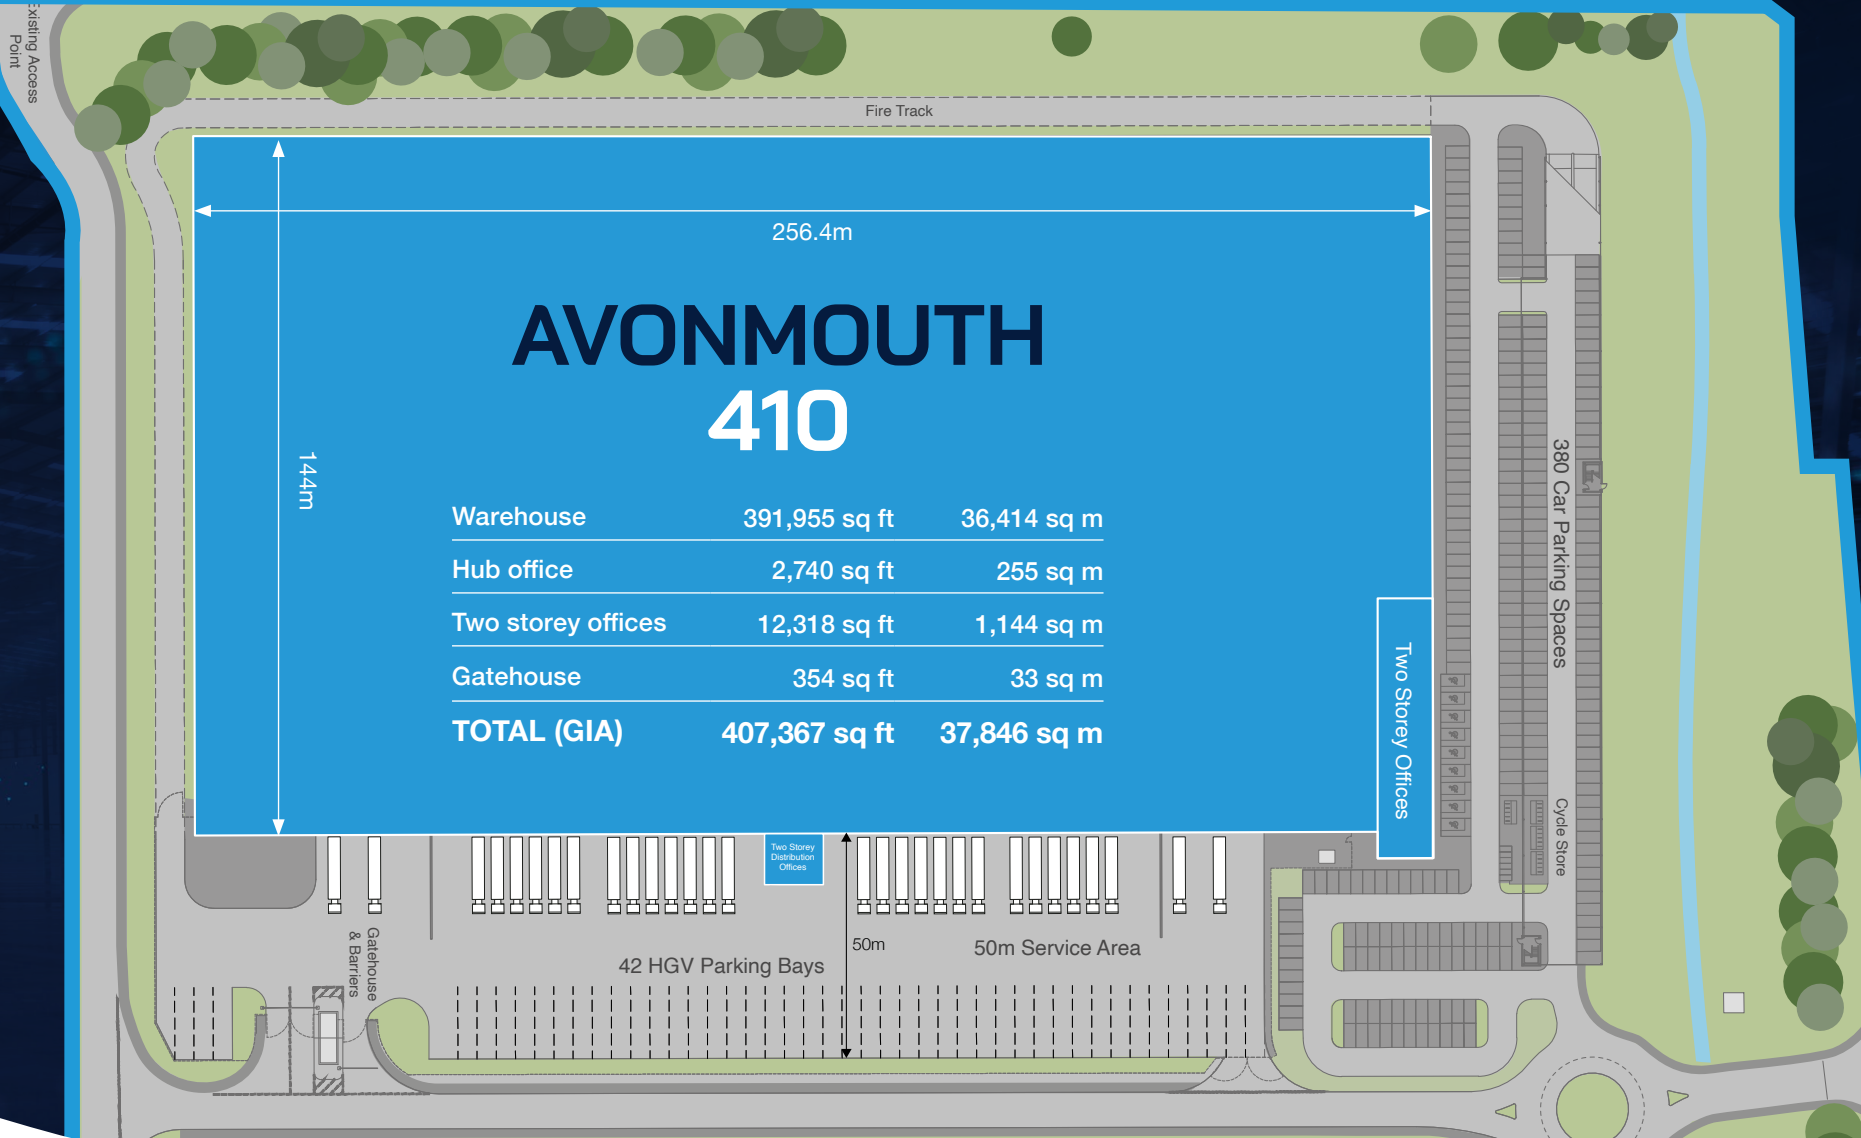 Existing Access
Point
Fire Track
256.4m
144m
AVONMOUTH
410
Warehouse 391,955 sq ft 36,414 sq m
Hub office 2,740 sq ft 255 sq m
Two storey offices 12,318 sq ft 1,144 sq m
Gatehouse 354 sq ft 33 sq m
TOTAL (GIA) 407,367 sq ft 37,846 sq m
Two Storey Offices
380 Car Parking Spaces
Cycle Store
Two Storey
Distribution
Offices
Gatehouse
& Barriers
42 HGV Parking Bays
50m
50m Service Area